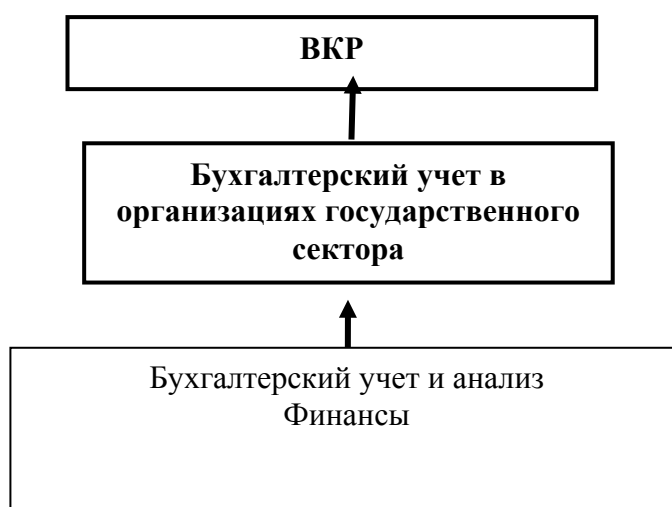 ВКР
Бухгалтерский учет в
организациях государственного
сектора
Бухгалтерский учет и анализ
Финансы